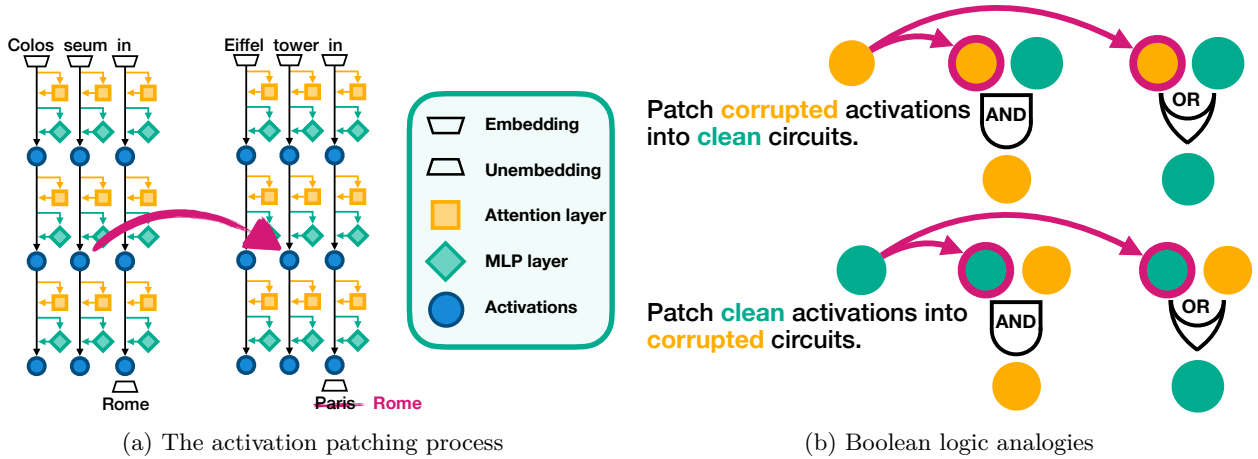 Colos seum in
Eiffel tower in
Embedding
Unembedding
Attention layer
MLP layer
Activations
Rome
Paris Rome
(a) The activation patching process
Patch corrupted activations
into clean circuits.
AND
OR
Patch clean activations into
corrupted circuits.
AND
OR
(b) Boolean logic analogies